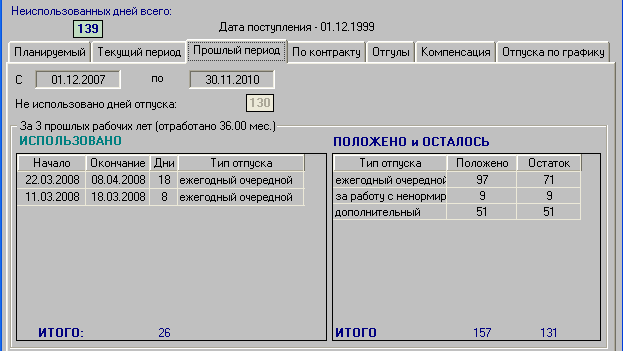 Неиспользованных дней всего:
139 Дата поступления - 01.12.1999
Планируемый Текущий период Прошлый период По контракту Отгулы Компенсация Отпуска по графику
С 01.12.2007 по 30.11.2010
Не использовано дней отпуска: 130
За 3 прошлых рабочих лет (отработано 36.00 мес.)
ИСПОЛЬЗОВАНО
Начало Окончание Дни Тип отпуска
22.03.2008 08.04.2008 18 ежегодный очередной
11.03.2008 18.03.2008 8 ежегодный очередной
ИТОГО: 26
ПОЛОЖЕНО и ОСТАЛОСЬ
Тип отпуска Положено Остаток
ежегодный очередной 97 71
за работу с ненормир 9 9
дополнительный 51 51
ИТОГО 157 131